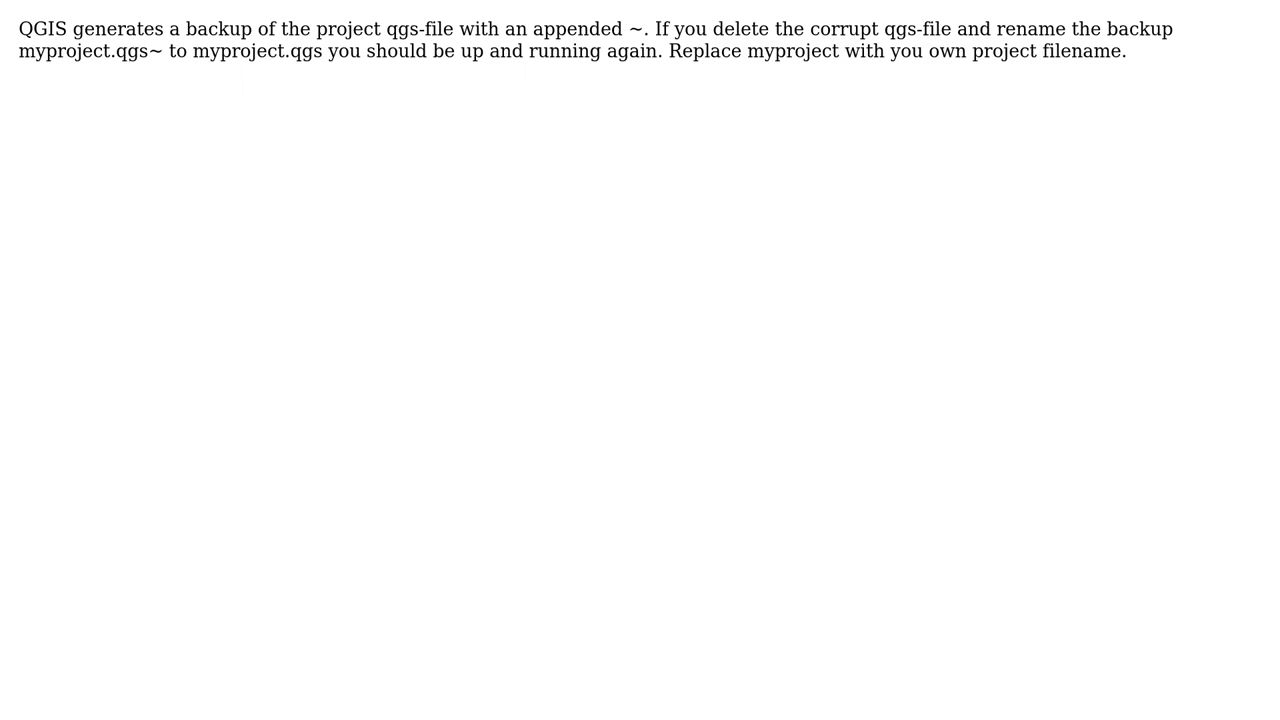 QGIS generates a backup of the project qgs-file with an appended ~. If you delete the corrupt qgs-file and rename the backup
myproject.qgs~ to myproject.qgs you should be up and running again. Replace myproject with you own project filename.